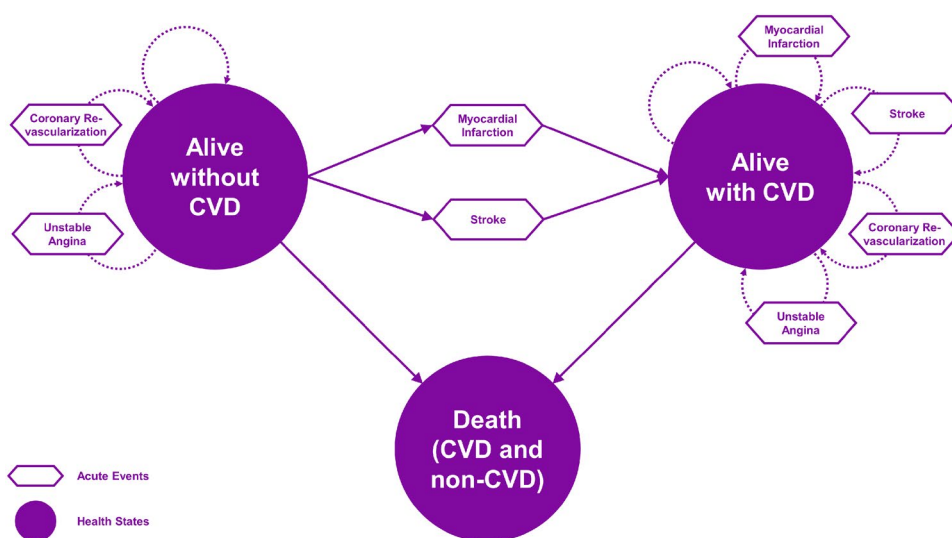 Coronary Re-
vascularization
Unstable
Angina
Alive
without
CVD
Myocardial
Infarction
Stroke
Myocardial
Infarction
Alive
with CVD
Stroke
Coronary Re-
vascularization
Unstable
Angina
Death
(CVD and
non-CVD)
Acute Events
Health States